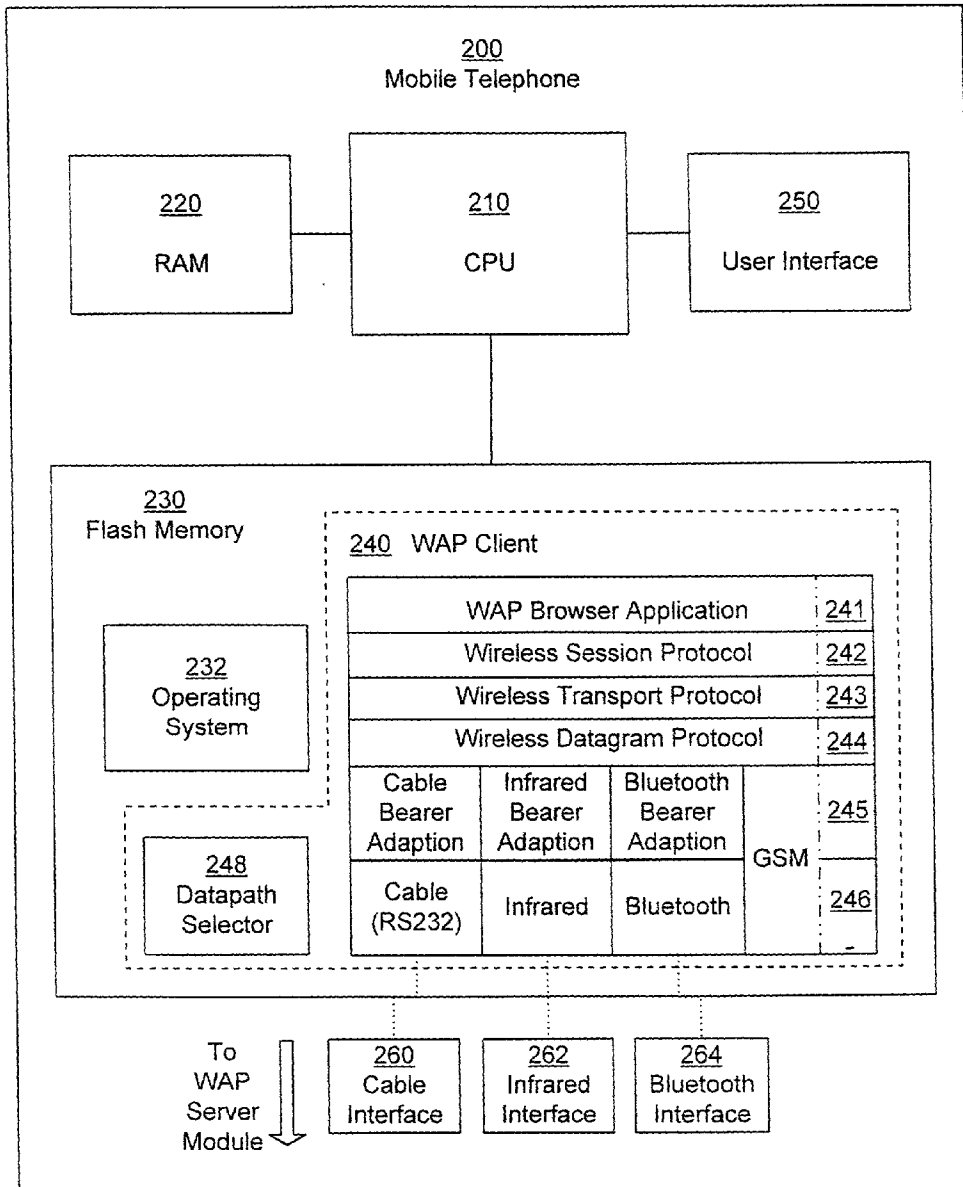 200
Mobile Telephone
220
RAM
210
CPU
250
User Interface
230
Flash Memory
240 WAP Client
WAP Browser Application 241
Wireless Session Protocol 242
Wireless Transport Protocol 243
Wireless Datagram Protocol 244
232
Operating
System
Cable
Bearer
Adaption
Infrared
Bearer
Adaption
Bluetooth
Bearer
Adaption
GSM
245
248
Datapath
Selector
Cable
(RS232)
Infrared
Bluetooth
246
To
WAP
Server
Module
260
Cable
Interface
262
Infrared
Interface
264
Bluetooth
Interface